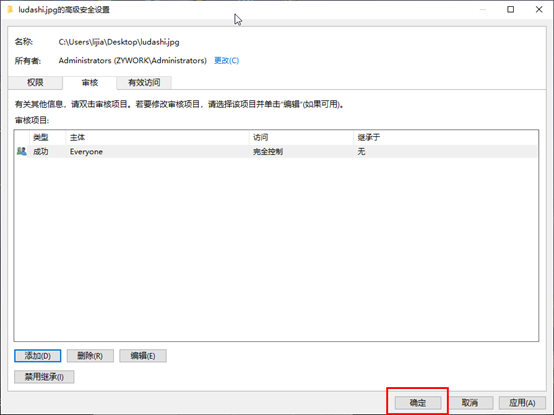 ludashi.jpg的高级安全设置
名称: C:\Users\lijia\Desktop\ludashi.jpg
所有者: Administrators (ZYWORK\Administrators) 更改(C)
权限 审核 有效访问
有关其他信息，请双击审核项目。若要修改审核项目，请选择该项目并单击“编辑”(如果可用)。
审核项目:
类型 主体 访问 继承于
成功 Everyone 完全控制 无
添加(D) 删除(R) 编辑(E)
禁用继承(I)
确定 取消 应用(A)